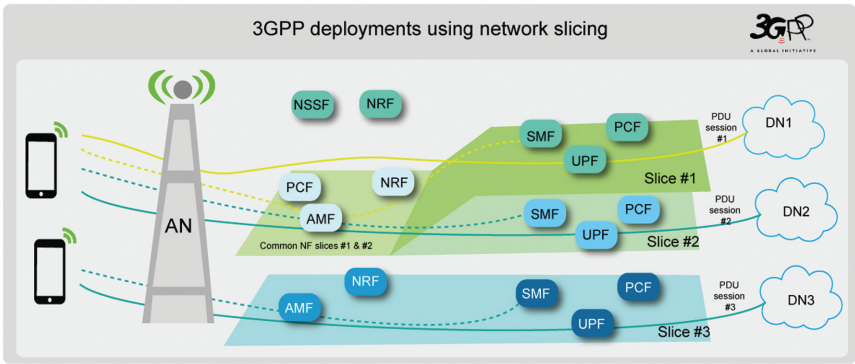 3GPP deployments using network slicing
3GPP
A GLOBAL INITIATIVE
NSSF
NRF
SMF
PCF
UPF
PDU
session
#1
DN1
Slice #1
PCF
NRF
AMF
Common NF slices #1 & #2
AN
SMF
PCF
UPF
PDU
session
#2
DN2
Slice #2
NRF
AMF
SMF
PCF
UPF
PDU
session
#3
DN3
Slice #3